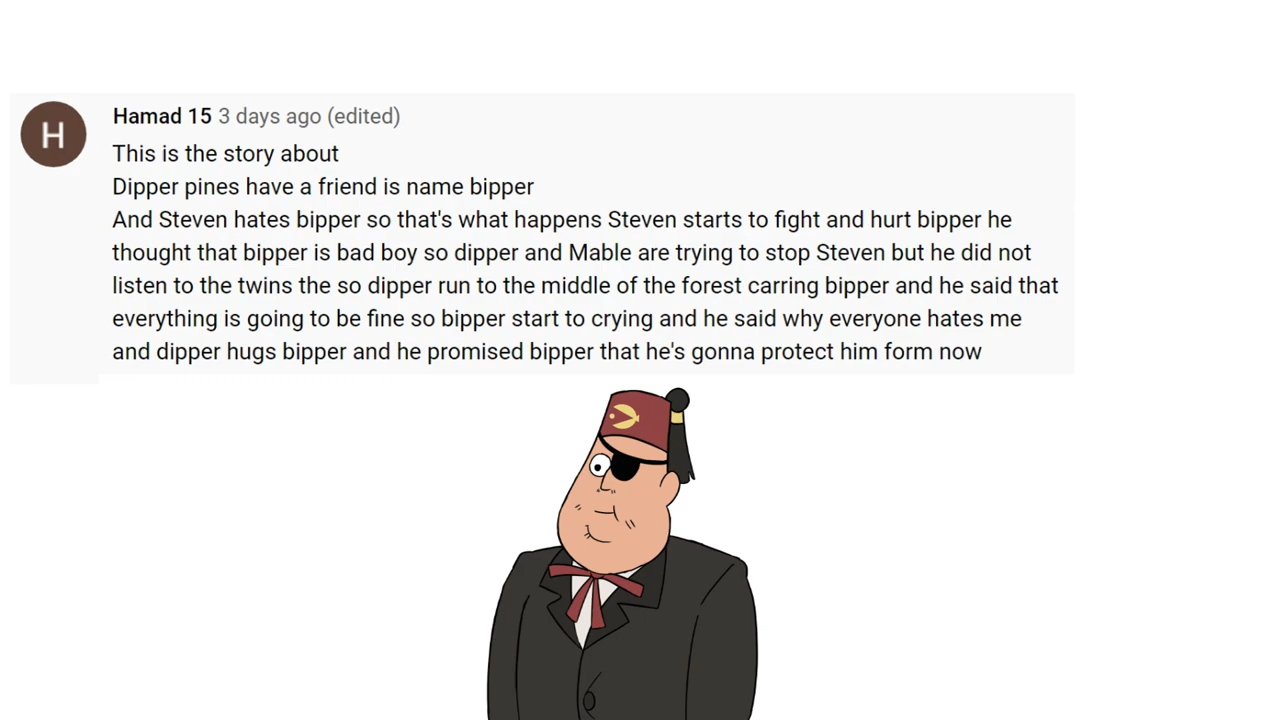 H
Hamad 15 3 days ago (edited)
This is the story about
Dipper pines have a friend is name bipper
And Steven hates bipper so that's what happens Steven starts to fight and hurt bipper he
thought that bipper is bad boy so dipper and Mable are trying to stop Steven but he did not
listen to the twins the so dipper run to the middle of the forest carring bipper and he said that
everything is going to be fine so bipper start to crying and he said why everyone hates me
and dipper hugs bipper and he promised bipper that he's gonna protect him form now